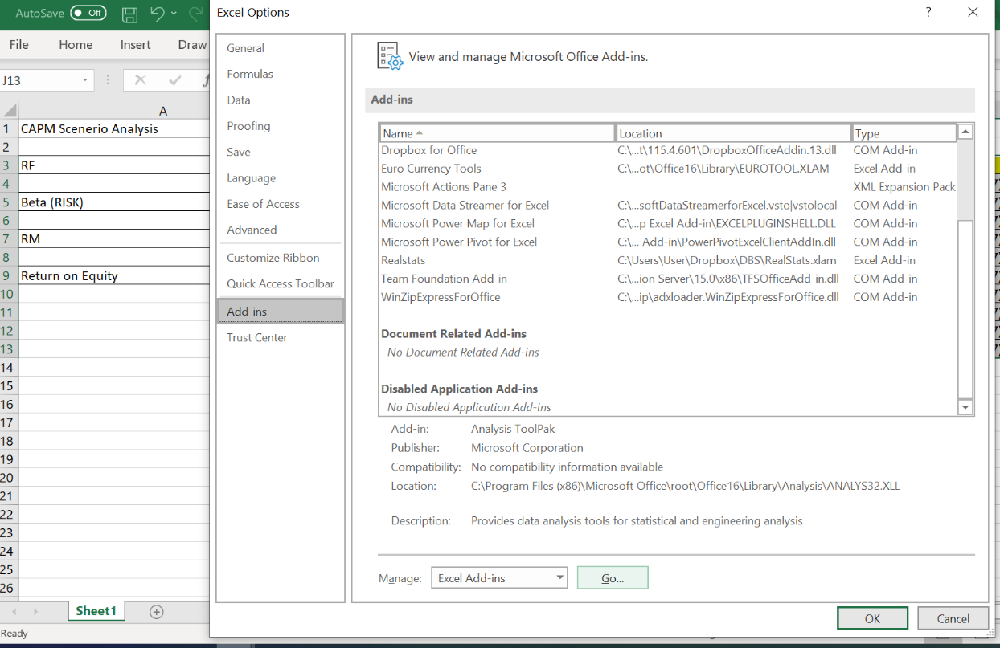 AutoSave Off
Excel Options
?
File Home Insert Draw
J13
A
1 CAPM Scenerio Analysis
2
3 RF
4
5 Beta (RISK)
6
7 RM
8
9 Return on Equity
10
11
12
13
14
15
16
17
18
19
20
21
22
23
24
25
26
Sheet1
Ready
General
Formulas
Data
Proofing
Save
Language
Ease of Access
Advanced
Customize Ribbon
Quick Access Toolbar
Add-ins
Trust Center
View and manage Microsoft Office Add-ins.
Add-ins
Name Location Type
Dropbox for Office C:\...t\115.4.601\DropboxOfficeAddin.13.dll COM Add-in
Euro Currency Tools C:\...ot\Office16\Library\EUROTOOL.XLAM Excel Add-in
Microsoft Actions Pane 3 XML Expansion Pack
Microsoft Data Streamer for Excel C:\...softDataStreamerforExcel.vsto|vstolocal COM Add-in
Microsoft Power Map for Excel C:\...p Excel Add-in\EXCELPLUGINSHELL.DLL COM Add-in
Microsoft Power Pivot for Excel C:\... Add-in\PowerPivotExcelClientAddIn.dll COM Add-in
Realstats C:\Users\User\Dropbox\DBS\RealStats.xlam Excel Add-in
Team Foundation Add-in C:\...ion Server\15.0\x86\TFSOfficeAdd-in.dll COM Add-in
WinZipExpressForOffice C:\...ip\adxloader.WinZipExpressForOffice.dll COM Add-in
Document Related Add-ins
No Document Related Add-ins
Disabled Application Add-ins
No Disabled Application Add-ins
Add-in: Analysis ToolPak
Publisher: Microsoft Corporation
Compatibility: No compatibility information available
Location: C:\Program Files (x86)\Microsoft Office\root\Office16\Library\Analysis\ANALYS32.XLL
Description: Provides data analysis tools for statistical and engineering analysis
Manage: Excel Add-ins Go...
OK Cancel